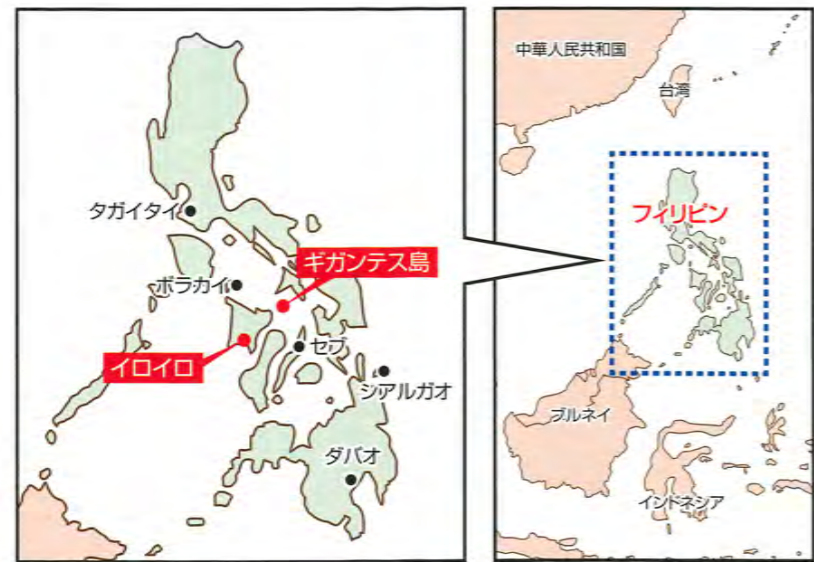 タガイタイ
ギガンテス島
ボラカイ
イロイロ
セブ
シアルガオ
ダバオ
中華人民共和国
台湾
フィリピン
ブルネイ
インドネシア